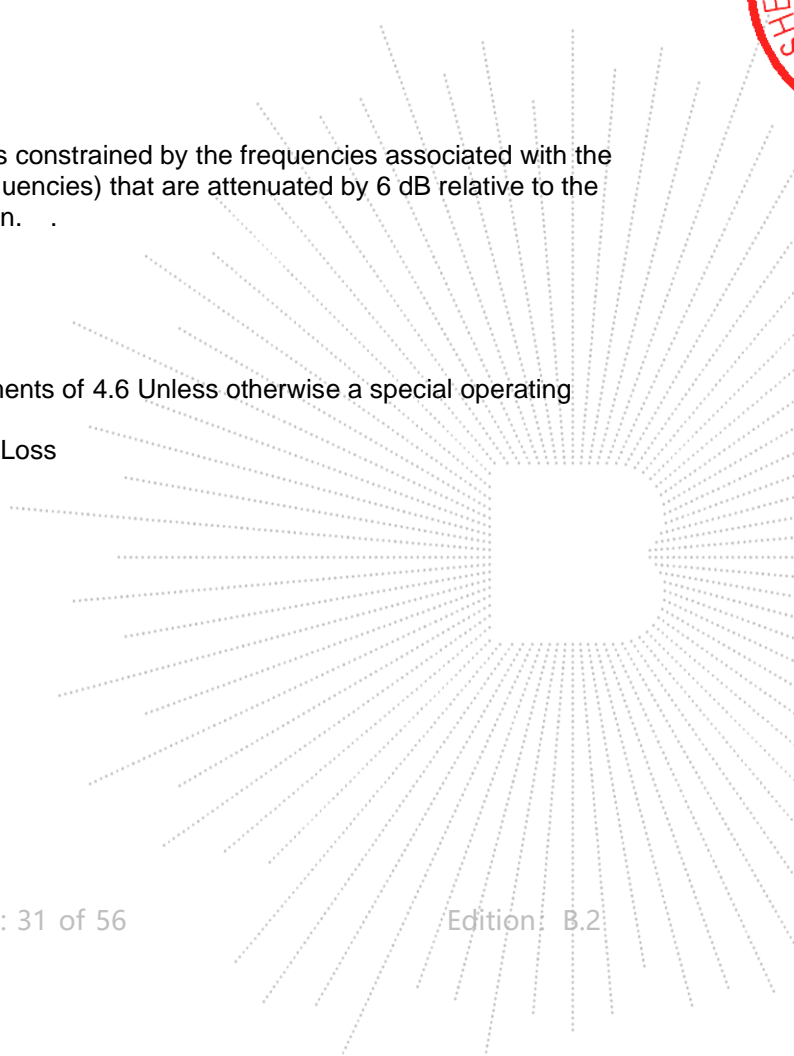 s constrained by the frequencies associated with the
uencies) that are attenuated by 6 dB relative to the
n. .
nents of 4.6 Unless otherwise a special operating
Loss
: 31 of 56 Edition: B.2
SHE